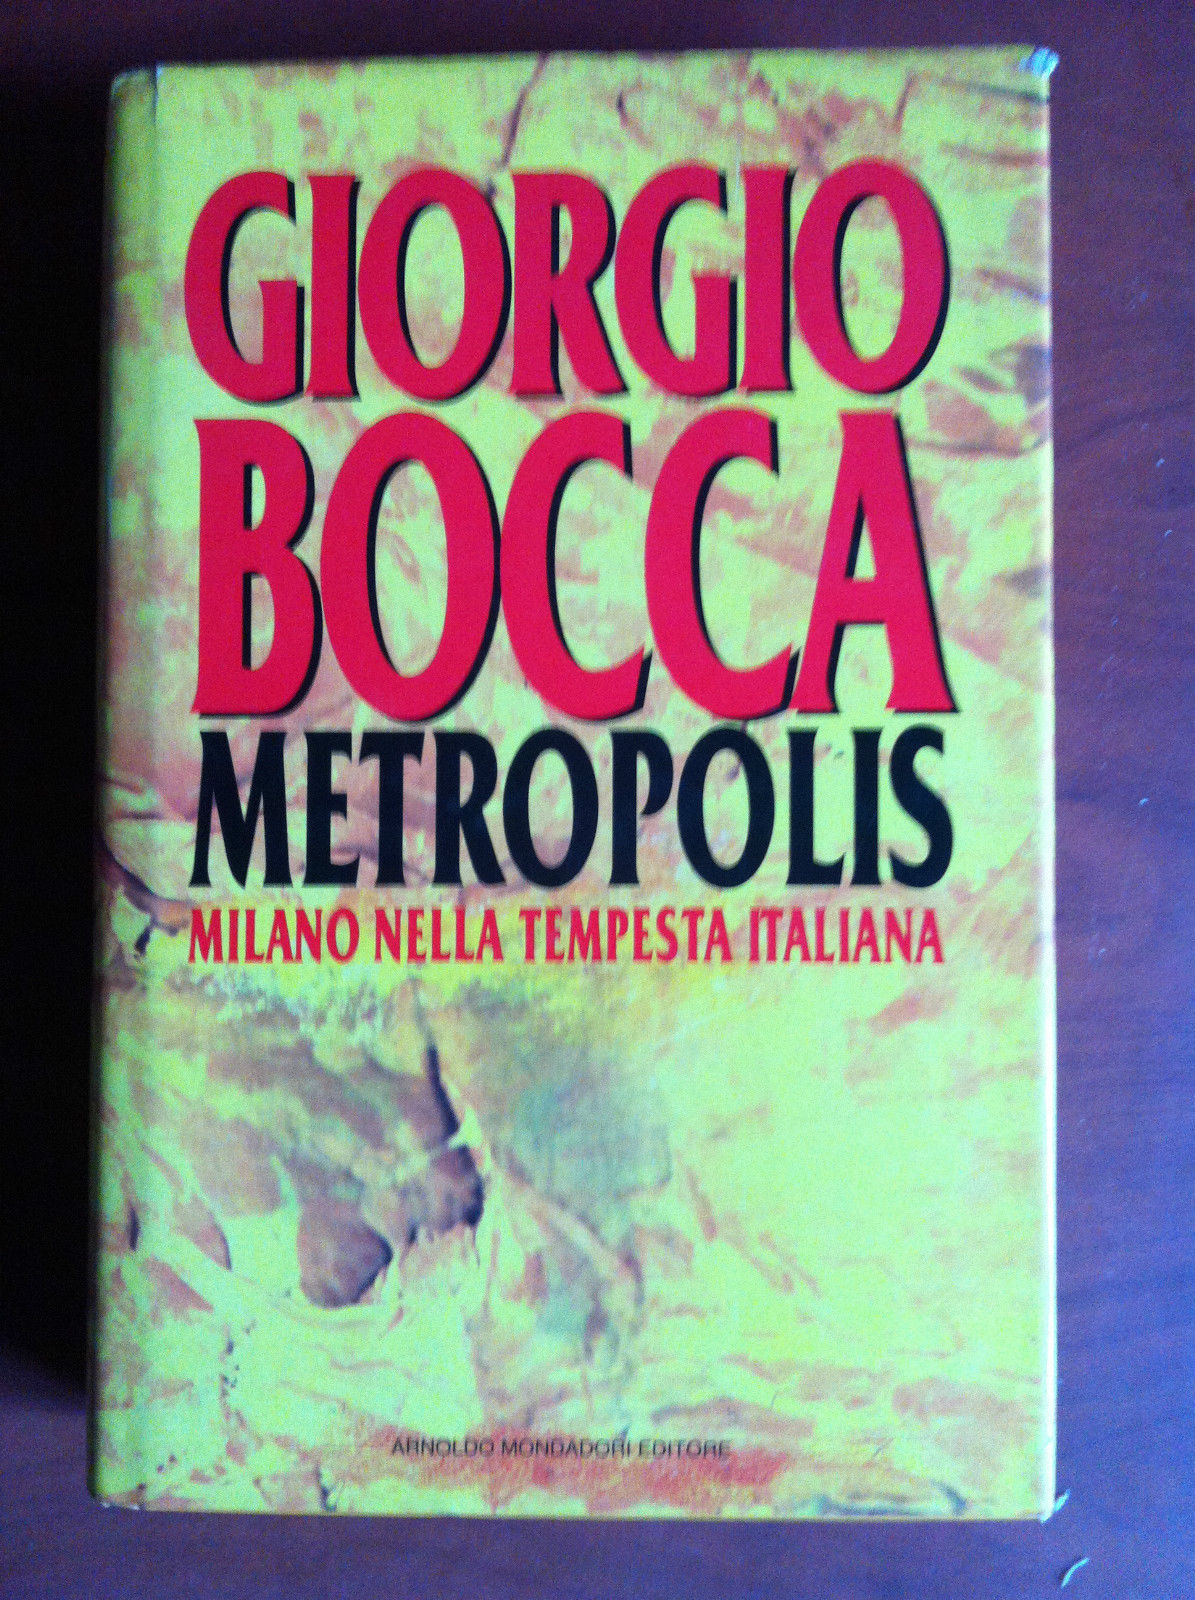 GIORGIO
BOCCA
METROPOLIS
MILANO NELLA TEMPESTA ITALIANA
ARNOLDO MONDADORI EDITORE